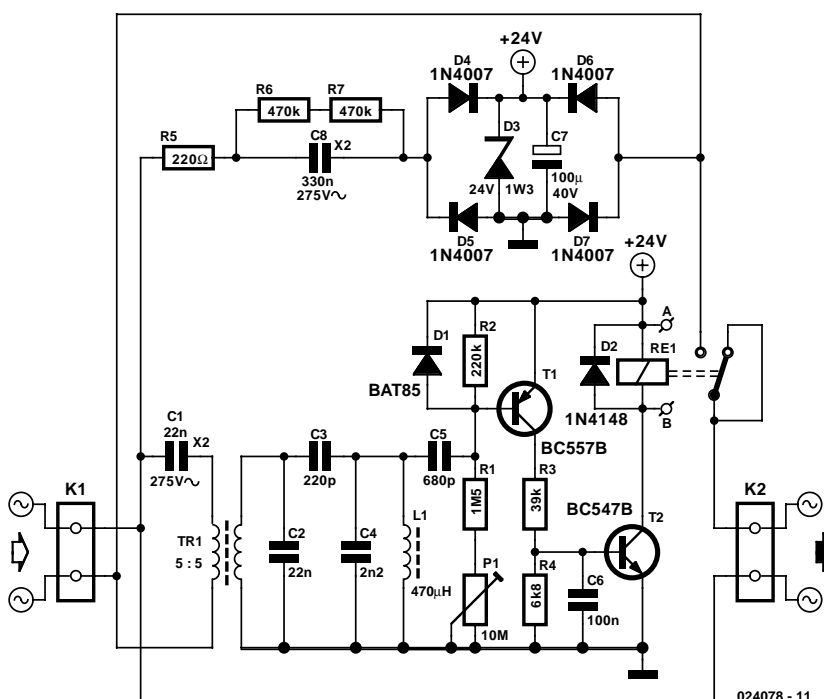 +24V
D4
1N4007
D6
1N4007
R6
470k
R7
470k
R5
220Ω
C8
X2
330n
275V~
D3
24V
1W3
C7
100µ
40V
D5
1N4007
D7
1N4007
+24V
D1
BAT85
R2
220k
T1
BC557B
D2
1N4148
A
RE1
B
C1
22n
X2
275V~
K1
TR1
5 : 5
C2
22n
C3
220p
C4
2n2
L1
470µH
C5
680p
R1
1M5
P1
10M
R3
39k
R4
6k8
C6
100n
BC547B
T2
K2
024078 - 11